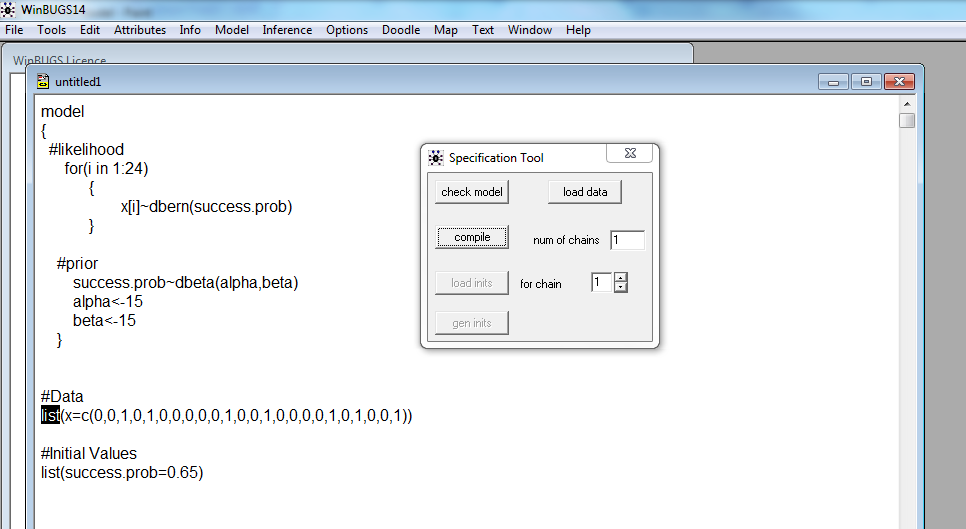 WinBUGS14
File Tools Edit Attributes Info Model Inference Options Doodle Map Text Window Help
WinBUGS Licence
untitled1
model
{
#likelihood
for(i in 1:24)
{
x[i]~dbern(success.prob)
}
#prior
success.prob~dbeta(alpha,beta)
alpha<-15
beta<-15
}
#Data
list(x=c(0,0,1,0,1,0,0,0,0,0,1,0,0,1,0,0,0,0,1,0,1,0,0,1))
#Initial Values
list(success.prob=0.65)
Specification Tool
check model load data
compile num of chains 1
load inits for chain 1
gen inits